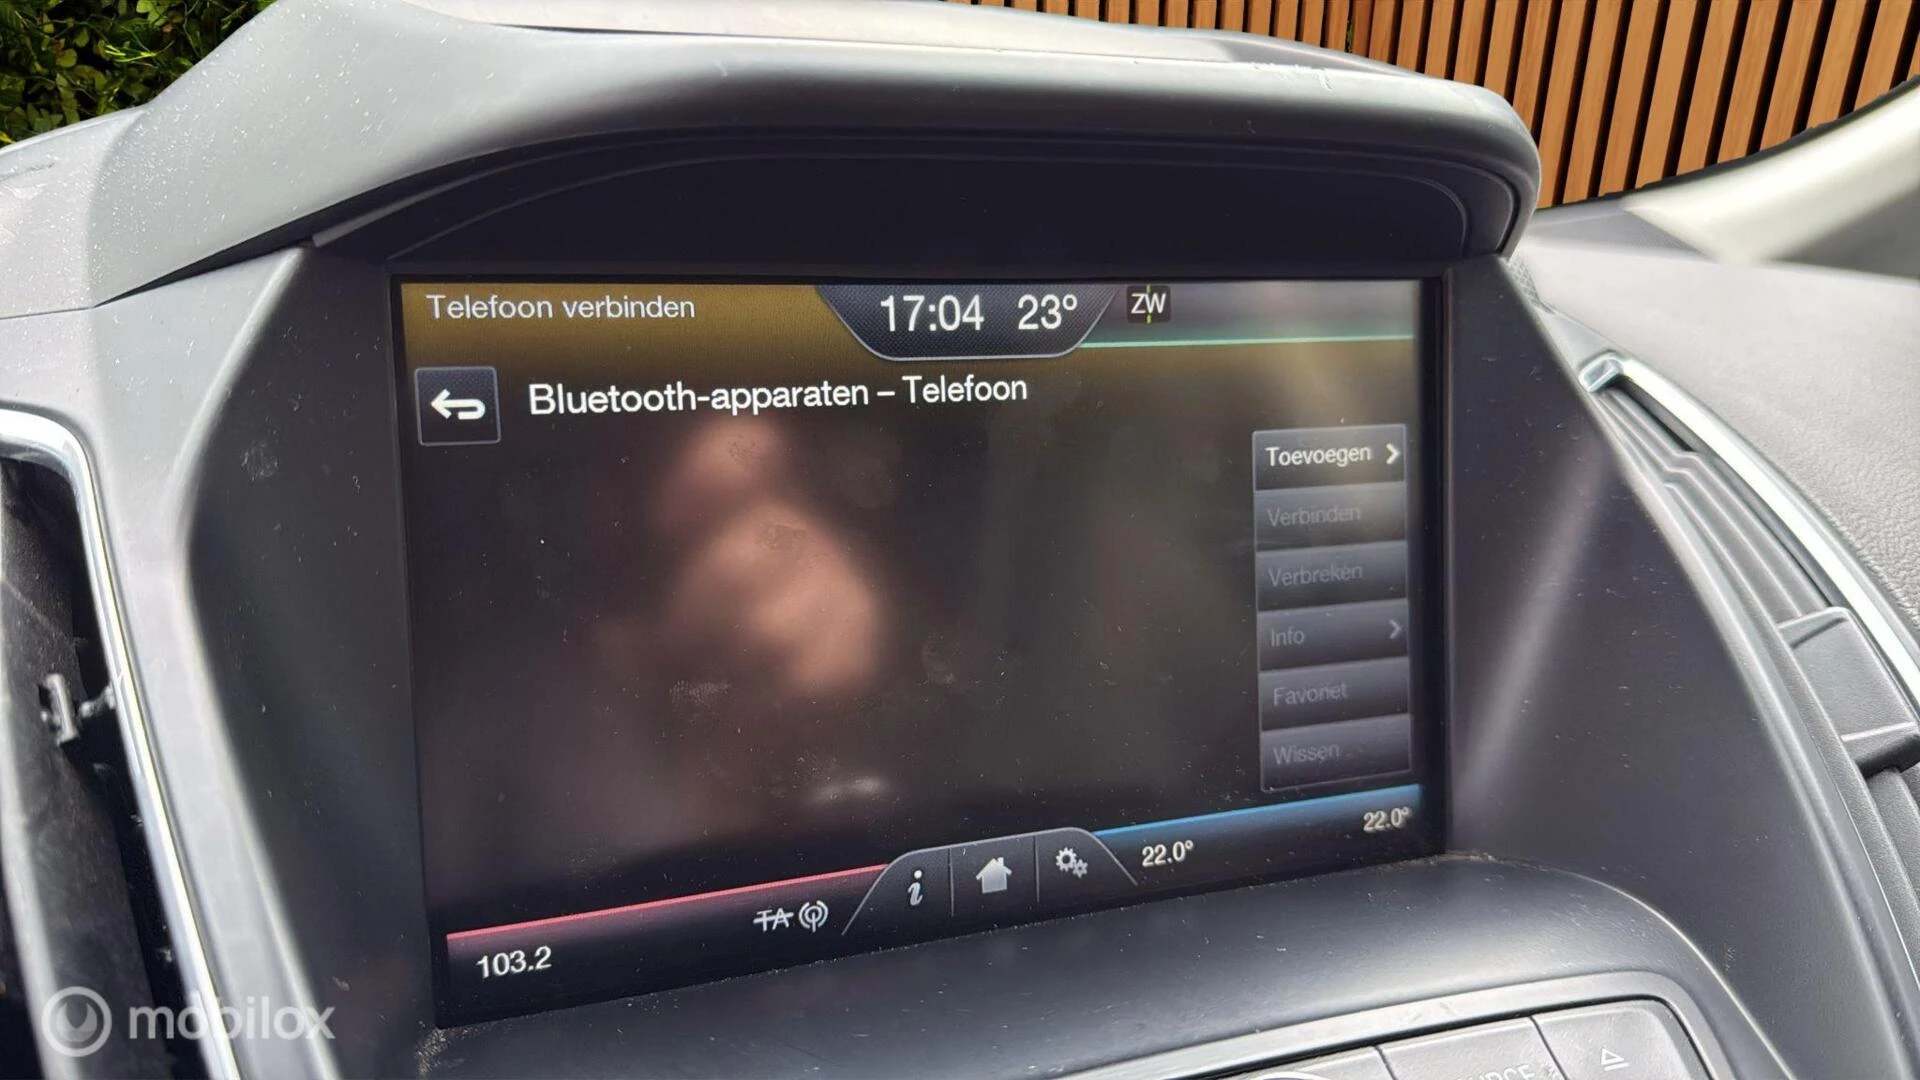 Telefoon verbinden
17:04 23° ZW
Bluetooth-apparaten – Telefoon
Toevoegen
Verbinden
Verbreken
Info
Favoriet
Wissen
22.0°
22.0°
TA
103.2
mobilox